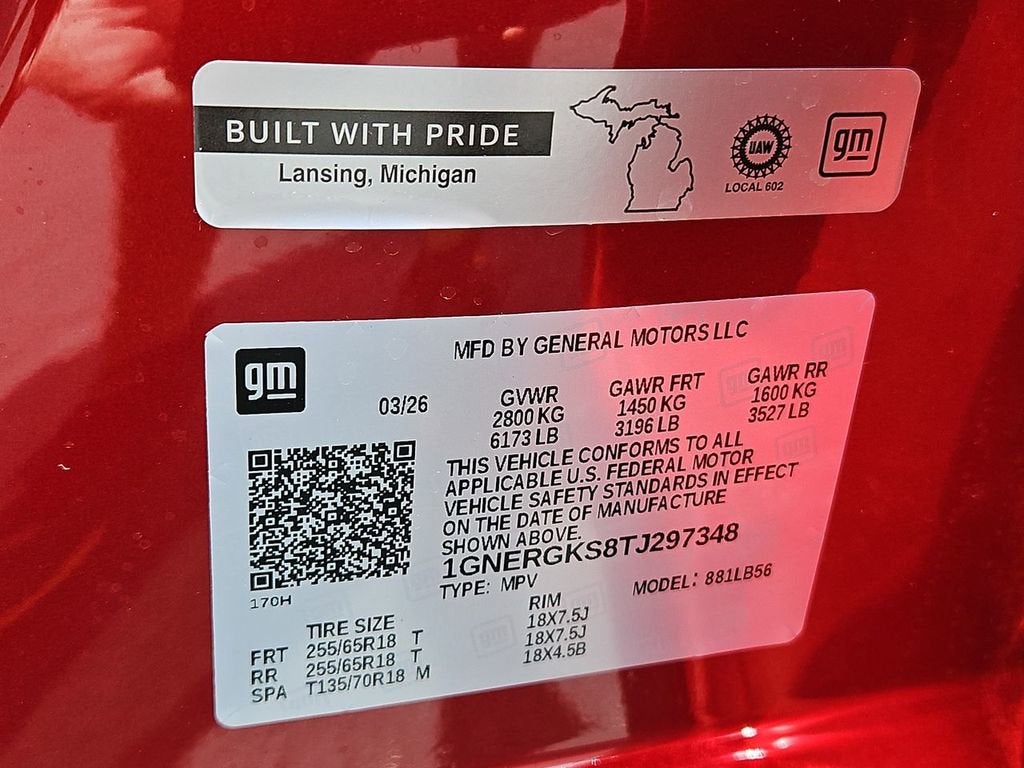 BUILT WITH PRIDE
Lansing, Michigan
UAW
LOCAL 602
gm
gm
MFD BY GENERAL MOTORS LLC
03/26
GVWR GAWR FRT GAWR RR
2800 KG 1450 KG 1600 KG
6173 LB 3196 LB 3527 LB
THIS VEHICLE CONFORMS TO ALL
APPLICABLE U.S. FEDERAL MOTOR
VEHICLE SAFETY STANDARDS IN EFFECT
ON THE DATE OF MANUFACTURE
SHOWN ABOVE.
1GNERGKS8TJ297348
TYPE: MPV MODEL: 881LB56
170H
TIRE SIZE RIM
FRT 255/65R18 T 18X7.5J
RR 255/65R18 T 18X7.5J
SPA T135/70R18 M 18X4.5B